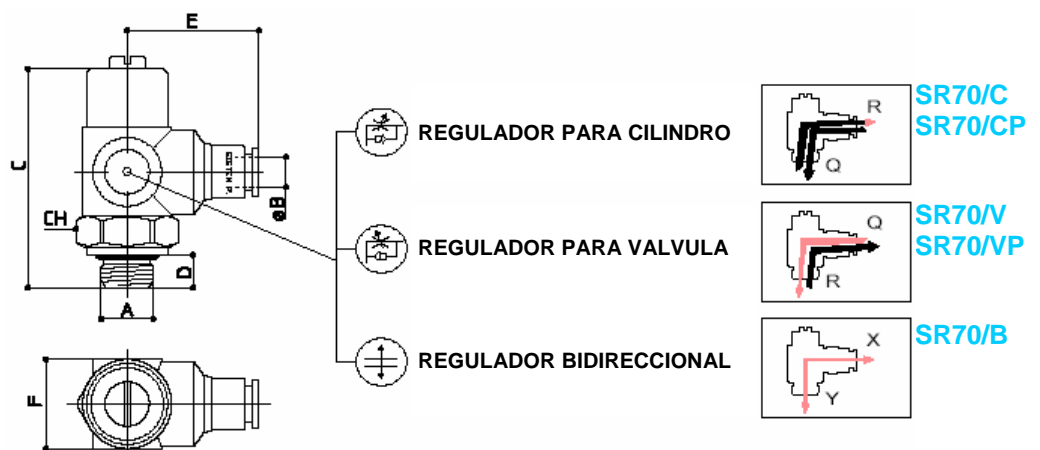 E
C
CH
D
A
øB
F
REGULADOR PARA CILINDRO
R
Q
SR70/C
SR70/CP
REGULADOR PARA VALVULA
Q
R
SR70/V
SR70/VP
REGULADOR BIDIRECCIONAL
X
Y
SR70/B